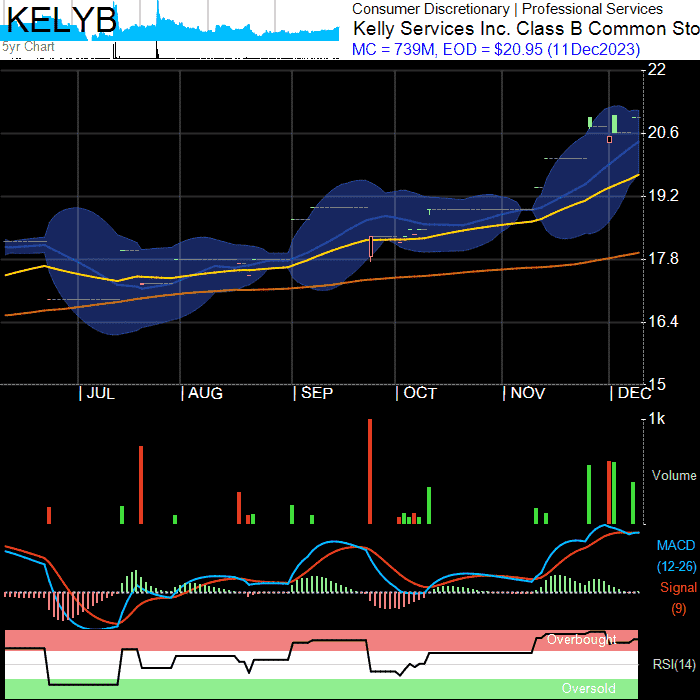 KELYB
5yr Chart
Consumer Discretionary | Professional Services
Kelly Services Inc. Class B Common Sto
MC = 739M, EOD = $20.95 (11Dec2023)
22
20.6
19.2
17.8
16.4
15
JUL
AUG
SEP
OCT
NOV
DEC
1k
Volume
MACD
(12-26)
Signal
(9)
Overbought
RSI(14)
Oversold